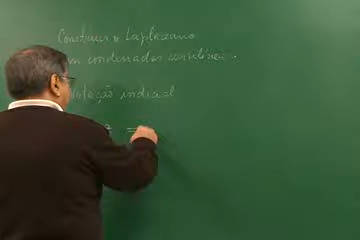 Construir o Laplaciano
em coordenadas curvilíneas.
Notação indicial
=